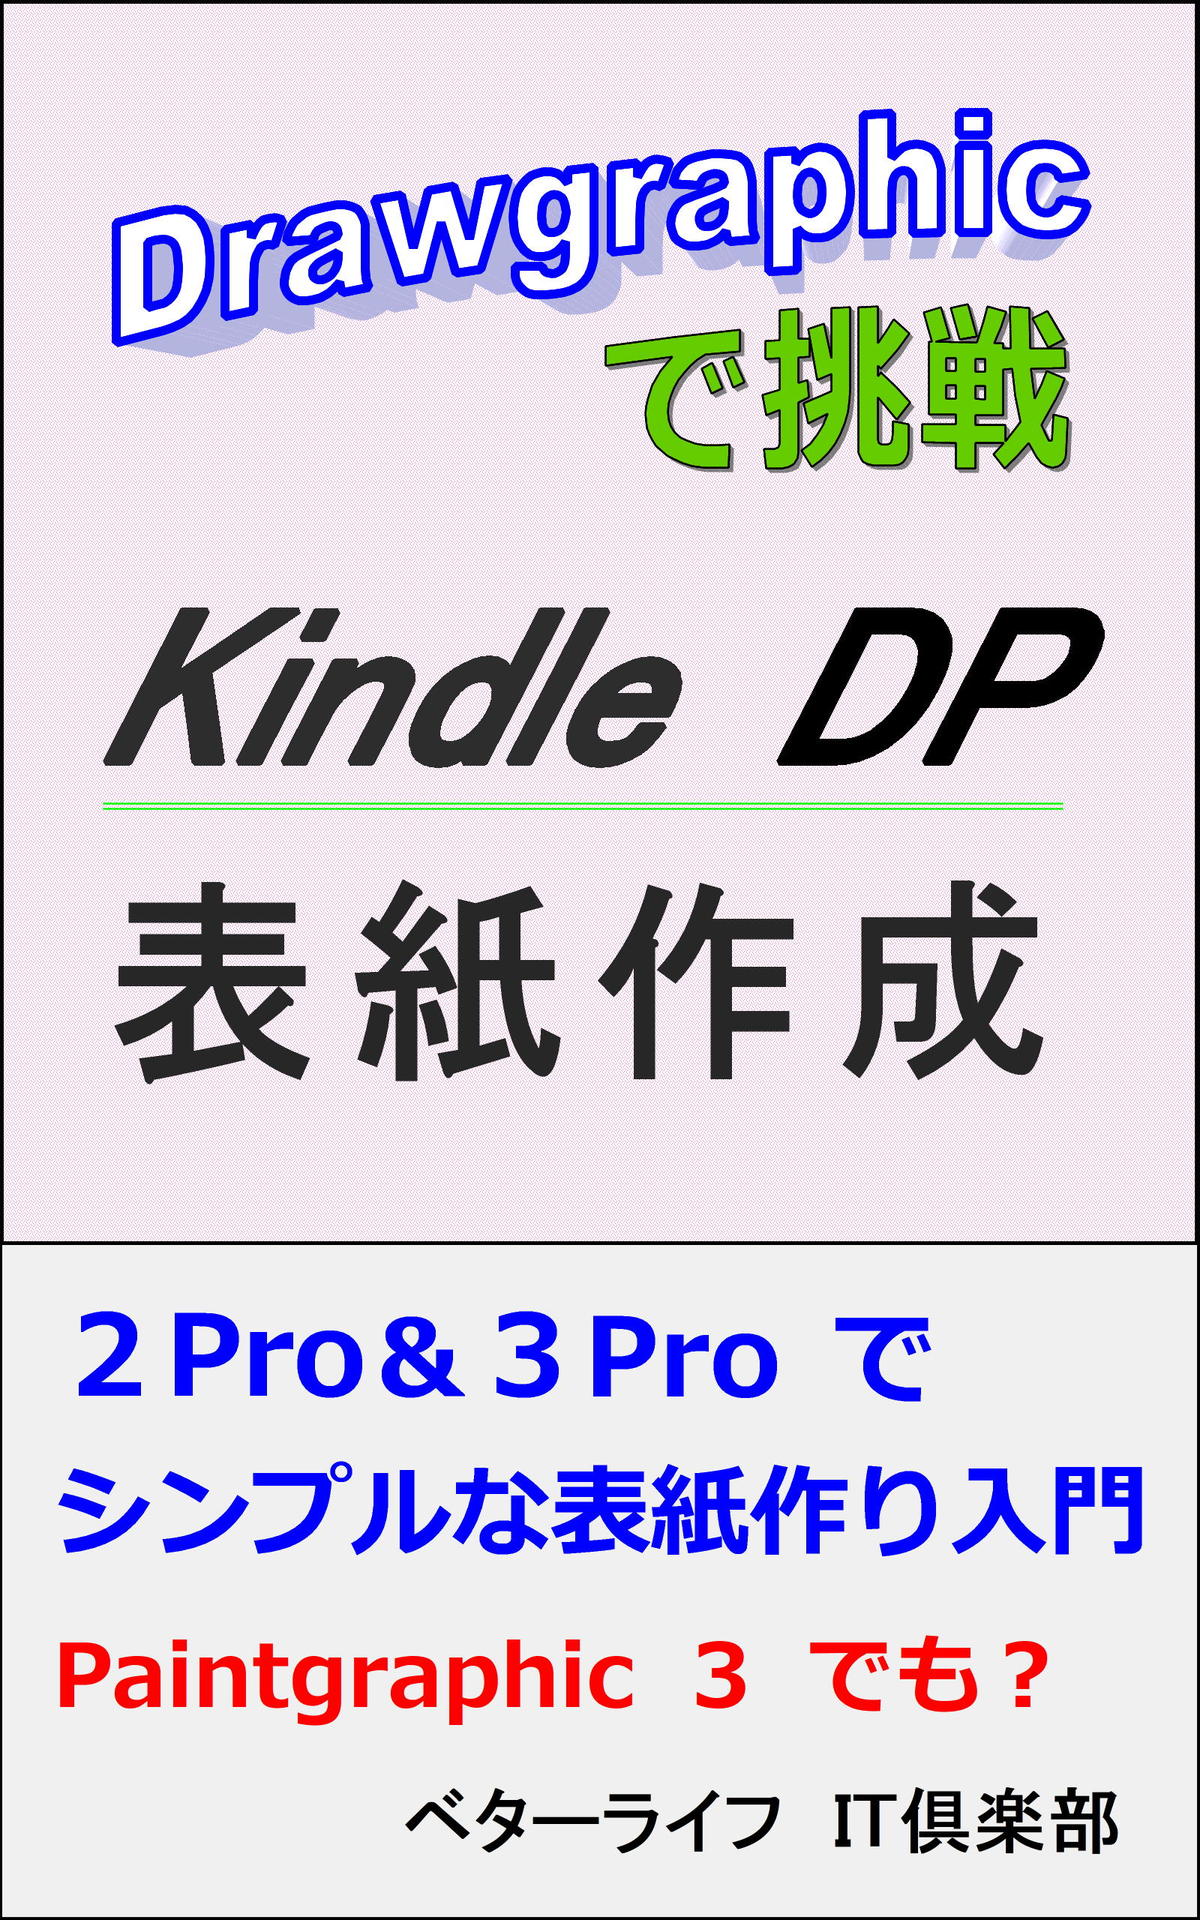 Drawgraphic
で挑戦
Kindle DP
表紙作成
２Pro＆３Pro で
シンプルな表紙作り入門
Paintgraphic 3 でも？
ベターライフ IT倶楽部